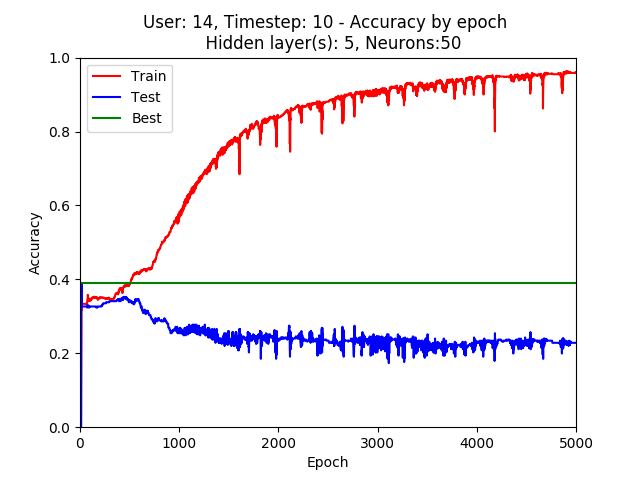 User: 14, Timestep: 10 - Accuracy by epoch
Hidden layer(s): 5, Neurons:50
Train
Test
Best
Accuracy
1.0
0.8
0.6
0.4
0.2
0.0
0 1000 2000 3000 4000 5000
Epoch